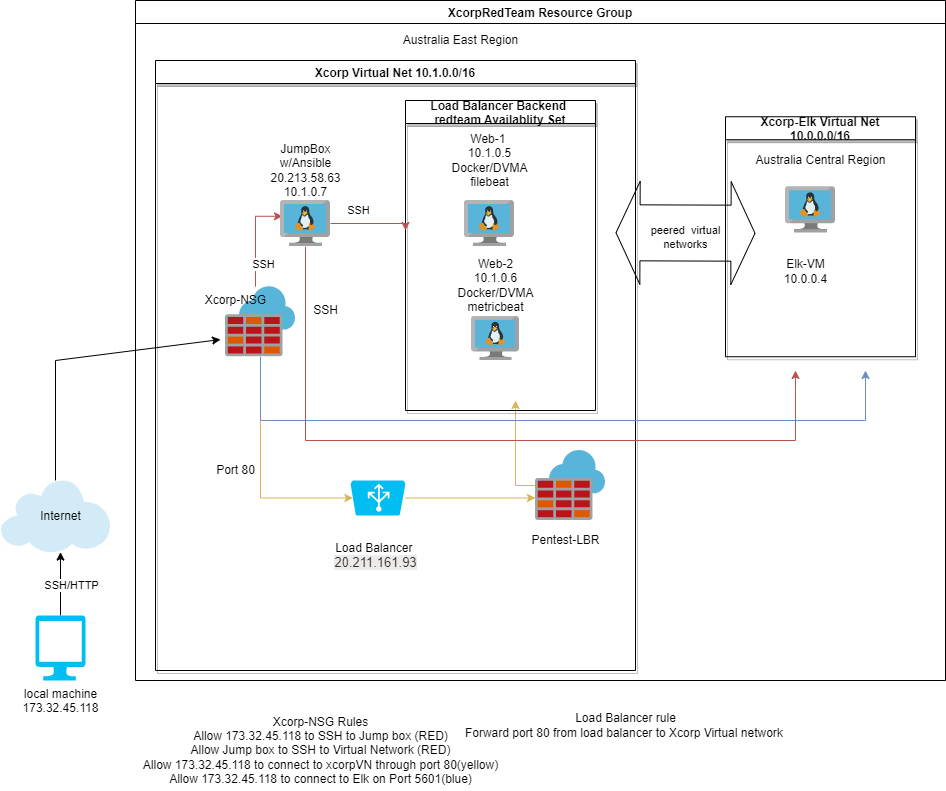 XcorpRedTeam Resource Group
Australia East Region
Xcorp Virtual Net 10.1.0.0/16
Load Balancer Backend
redteam Availablity Set
Web-1
10.1.0.5
Docker/DVMA
filebeat
JumpBox
w/Ansible
20.213.58.63
10.1.0.7
SSH
Web-2
10.1.0.6
Docker/DVMA
metricbeat
SSH
Xcorp-NSG
SSH
peered virtual
networks
Xcorp-Elk Virtual Net
10.0.0.0/16
Australia Central Region
Elk-VM
10.0.0.4
Port 80
Load Balancer
20.211.161.93
Pentest-LBR
Internet
SSH/HTTP
local machine
173.32.45.118
Xcorp-NSG Rules
Allow 173.32.45.118 to SSH to Jump box (RED)
Allow Jump box to SSH to Virtual Network (RED)
Allow 173.32.45.118 to connect to xcorpVN through port 80(yellow)
Allow 173.32.45.118 to connect to Elk on Port 5601(blue)
Load Balancer rule
Forward port 80 from load balancer to Xcorp Virtual network